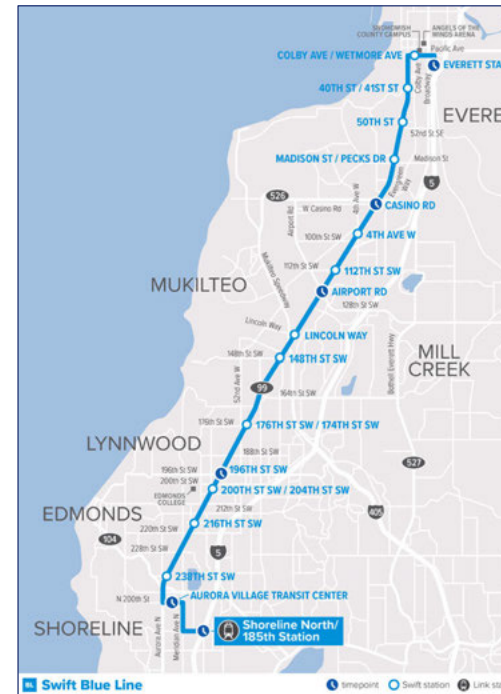 SNOHOMISH
COUNTY CAMPUS
ANGELS OF THE
WINDS ARENA
Pacific Ave
COLBY AVE / WETMORE AVE
EVERETT STA
Colby Ave
Broadway
40TH ST / 41ST ST
EVERE
50TH ST
52nd St SE
MADISON ST / PECKS DR
Madison St
Evergreen Way
5
526
4th Ave W
CASINO RD
W Casino Rd
Airport Rd
100th St SW
4TH AVE W
Mukilteo Speedway
112th St SW
112TH ST SW
MUKILTEO
AIRPORT RD
128th St SW
Lincoln Way
LINCOLN WAY
Bothell Everett Hwy
MILL
CREEK
148th St SW
148TH ST SW
52nd Ave W
99
164th St SW
176th St SW
176TH ST SW / 174TH ST SW
LYNNWOOD
188th St SW
196th St SW
196TH ST SW
527
200th St SW
200TH ST SW / 204TH ST SW
EDMONDS
COLLEGE
212th St SW
405
EDMONDS
220th St SW
216TH ST SW
104
228th St SW
5
238TH ST SW
N 200th St
AURORA VILLAGE TRANSIT CENTER
Aurora Ave N
Meridian Ave N
SHORELINE
Shoreline North/
185th Station
BL Swift Blue Line
timepoint
Swift station
Link sta